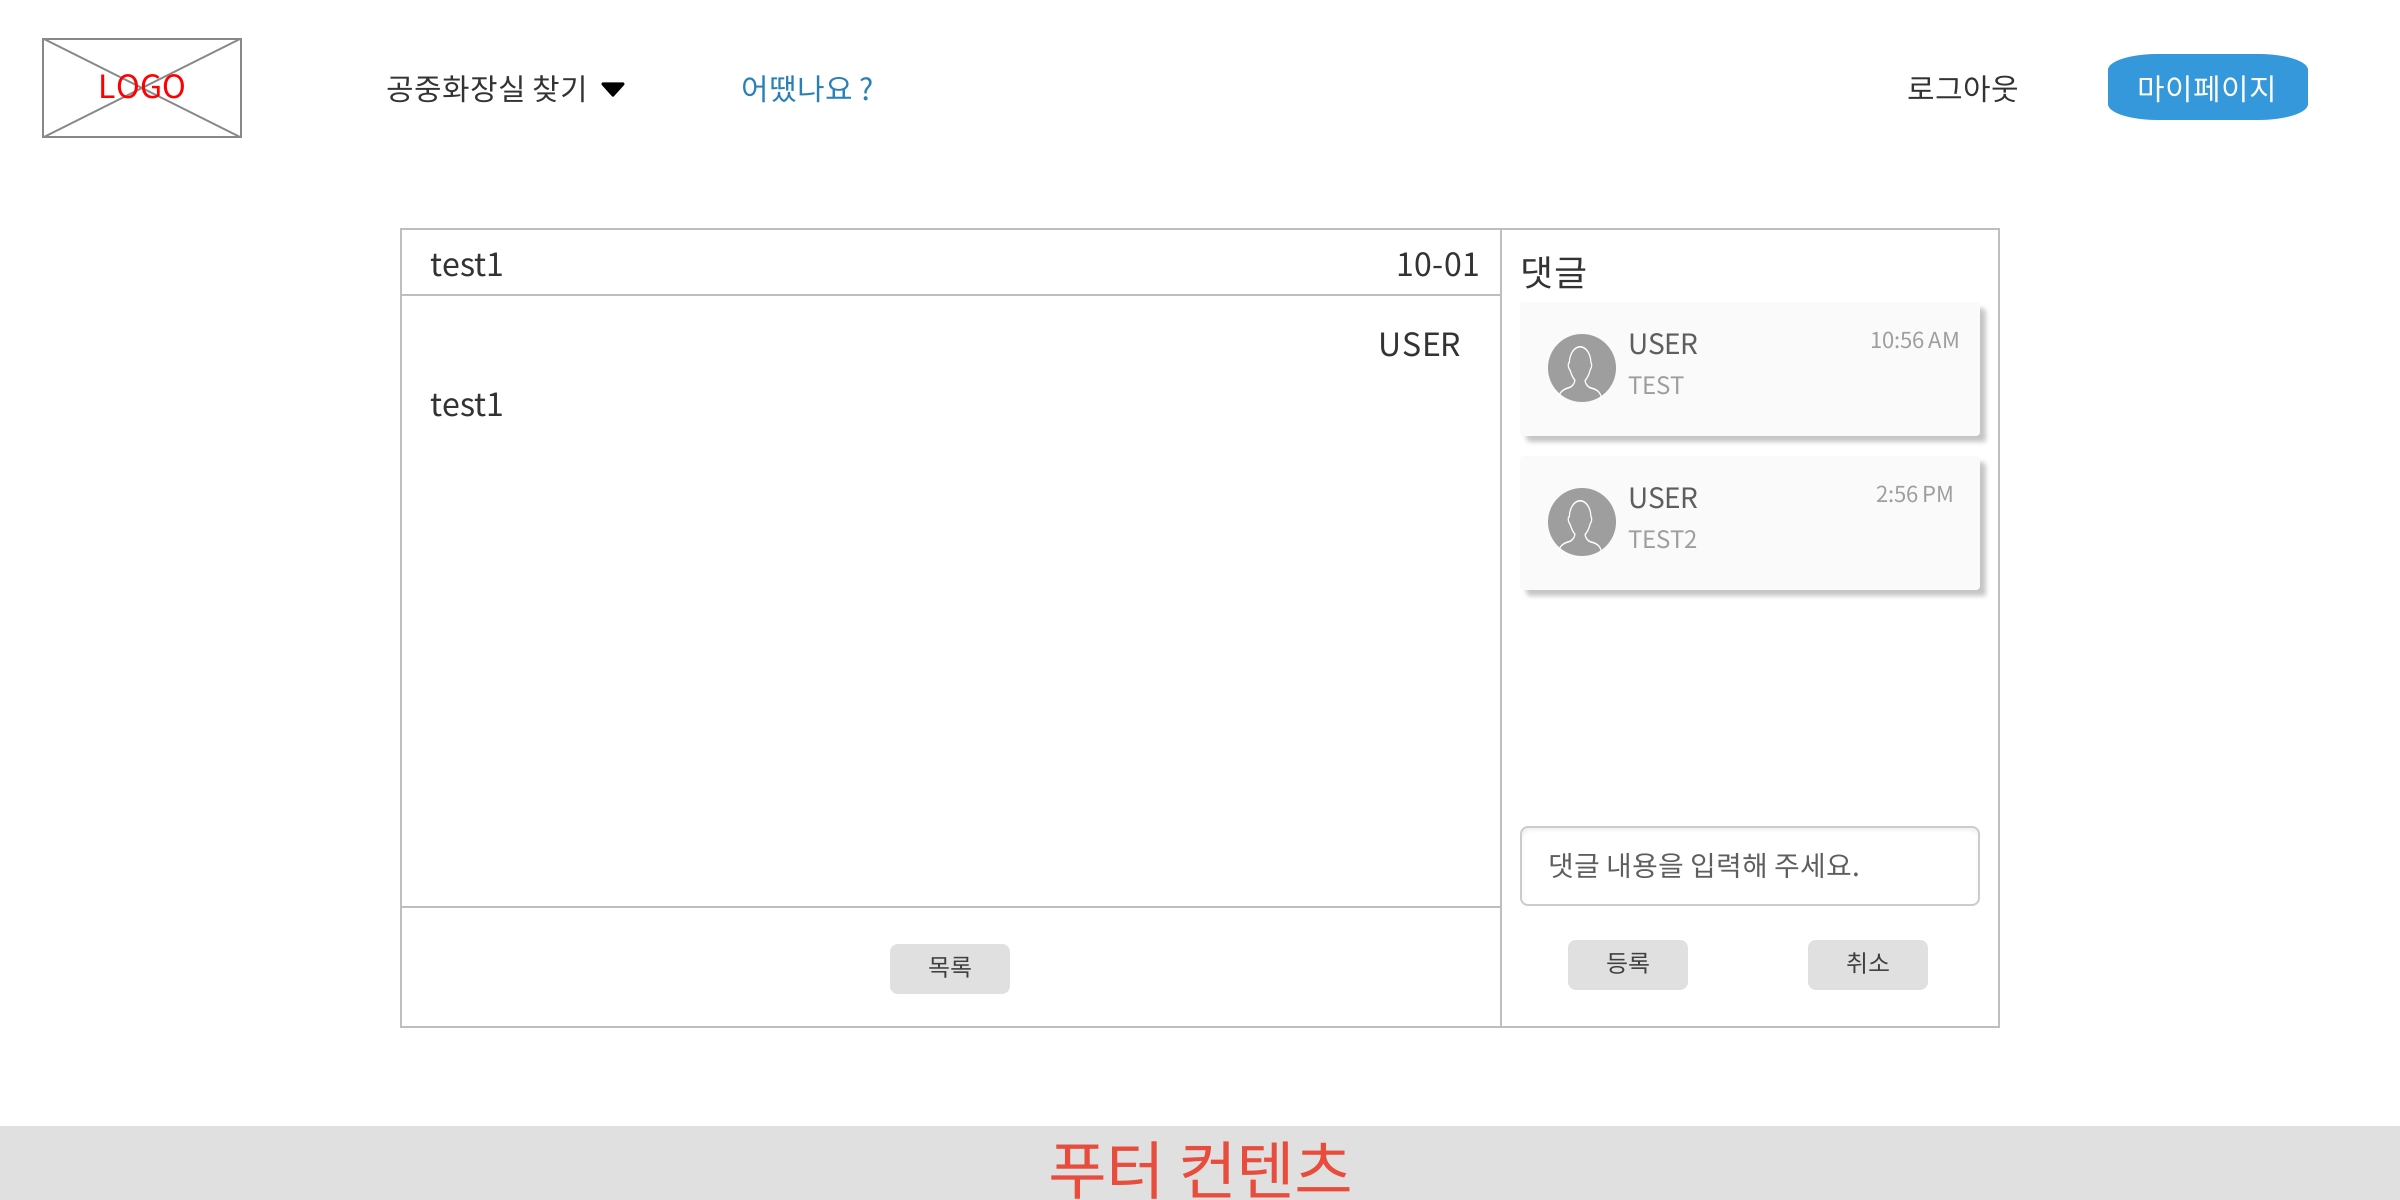 LOGO
공중화장실 찾기
어땠나요 ?
로그아웃
마이페이지
test1
10-01
USER
test1
목록
댓글
USER
10:56 AM
TEST
USER
2:56 PM
TEST2
댓글 내용을 입력해 주세요.
등록
취소
푸터 컨텐츠